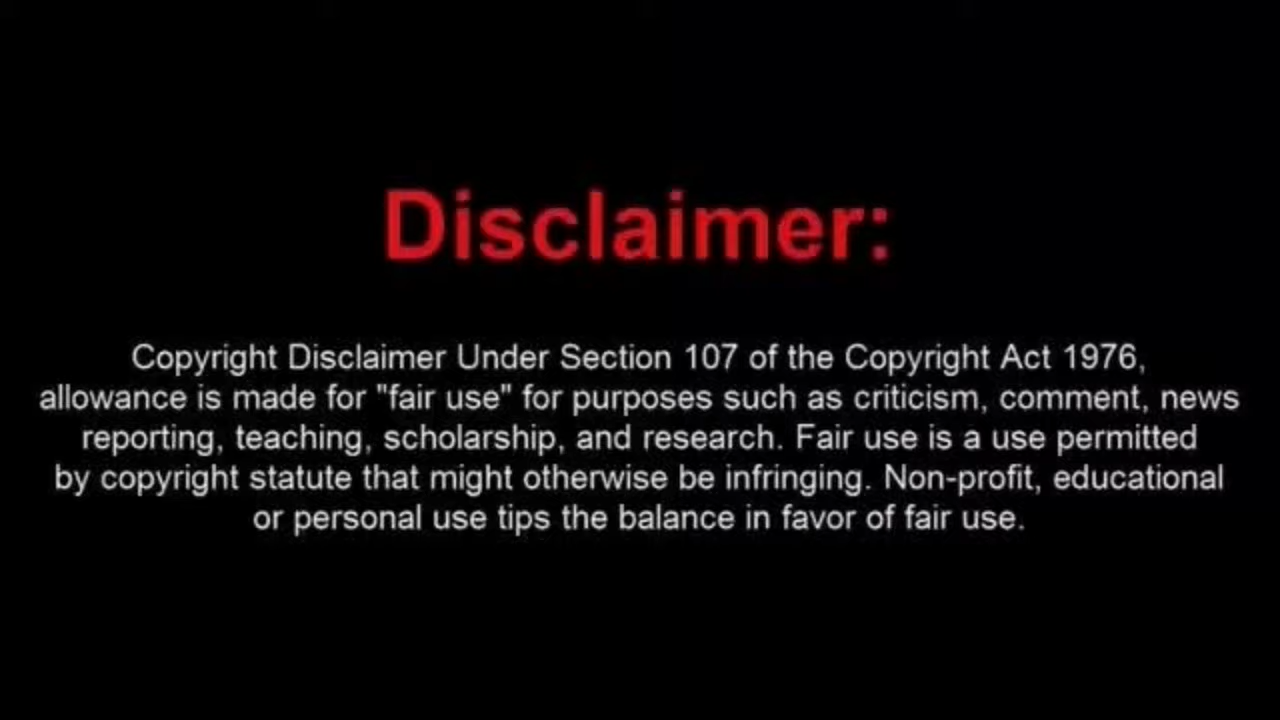 Disclaimer:
Copyright Disclaimer Under Section 107 of the Copyright Act 1976,
allowance is made for "fair use" for purposes such as criticism, comment, news
reporting, teaching, scholarship, and research. Fair use is a use permitted
by copyright statute that might otherwise be infringing. Non-profit, educational
or personal use tips the balance in favor of fair use.